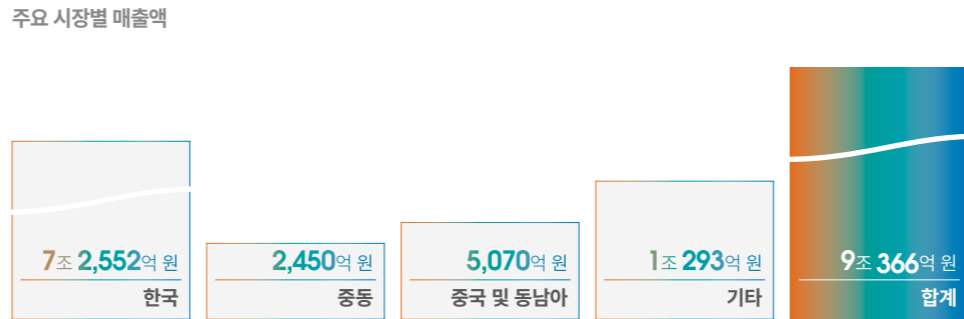 주요 시장별 매출액
7조 2,552억 원
한국
2,450억 원
중동
5,070억 원
중국 및 동남아
1조 293억 원
기타
9조 366억 원
합계